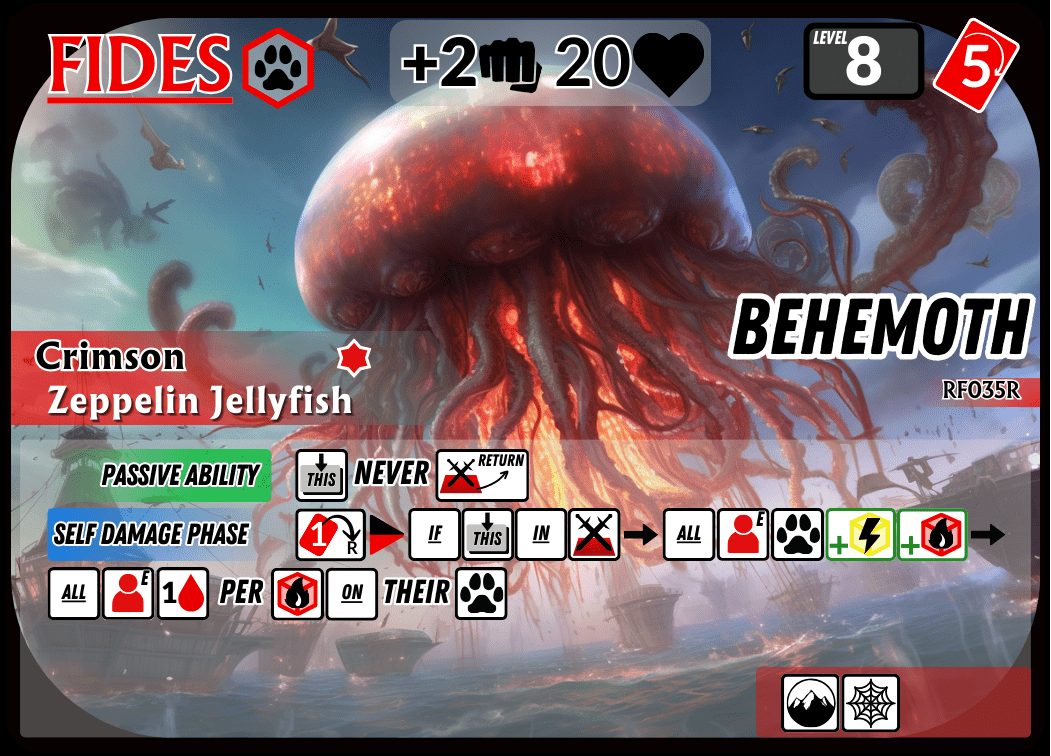 FIDES +2 20 LEVEL 8 5
BEHEMOTH
Crimson
RF035R
Zeppelin Jellyfish
PASSIVE ABILITY THIS NEVER RETURN
SELF DAMAGE PHASE 1 R IF THIS IN ALL E + +
ALL E 1 PER ON THEIR